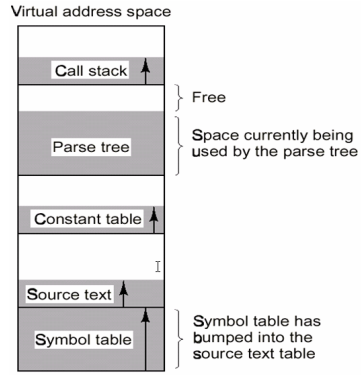 Virtual address space
Call stack
Free
Parse tree
Space currently being
used by the parse tree
Constant table
Source text
Symbol table
Symbol table has
bumped into the
source text table